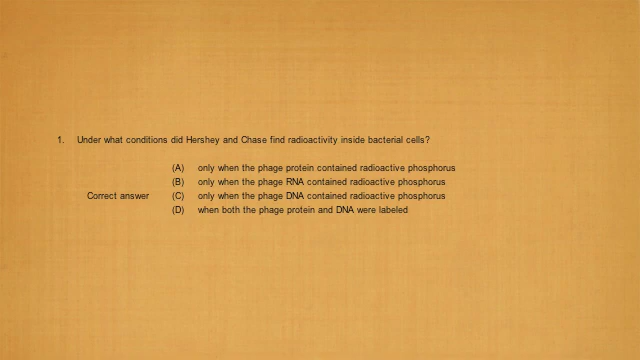 1. Under what conditions did Hershey and Chase find radioactivity inside bacterial cells?
(A) only when the phage protein contained radioactive phosphorus
(B) only when the phage RNA contained radioactive phosphorus
Correct answer (C) only when the phage DNA contained radioactive phosphorus
(D) when both the phage protein and DNA were labeled